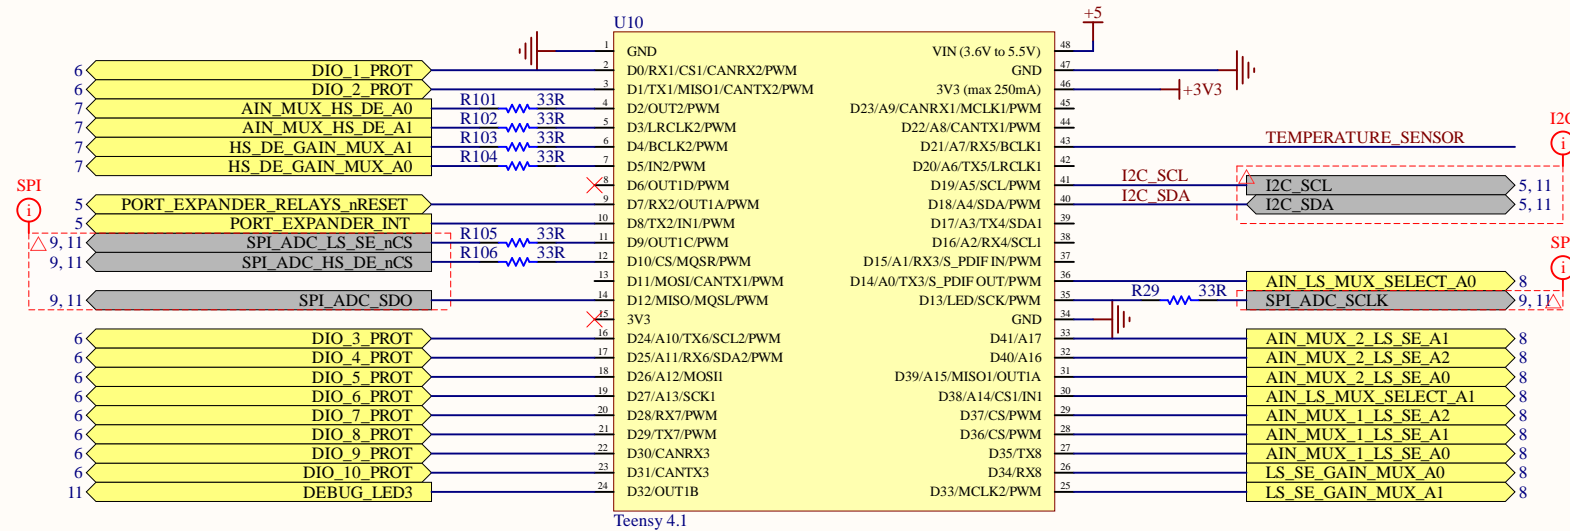 U10
+5
1 GND VIN (3.6V to 5.5V) 48
6 DIO_1_PROT 2 D0/RX1/CS1/CANRX2/PWM GND 47
6 DIO_2_PROT 3 D1/TX1/MISO1/CANTX2/PWM 3V3 (max 250mA) 46 +3V3
7 AIN_MUX_HS_DE_A0 R101 33R 4 D2/OUT2/PWM D23/A9/CANRX1/MCLK1/PWM 45
7 AIN_MUX_HS_DE_A1 R102 33R 5 D3/LRCLK2/PWM D22/A8/CANTX1/PWM 44
I2C
i
7 HS_DE_GAIN_MUX_A1 R103 33R 6 D4/BCLK2/PWM D21/A7/RX5/BCLK1 43 TEMPERATURE_SENSOR
7 HS_DE_GAIN_MUX_A0 R104 33R 7 D5/IN2/PWM D20/A6/TX5/LRCLK1 42
SPI
i
8 D6/OUT1D/PWM D19/A5/SCL/PWM 41 I2C_SCL I2C_SCL 5, 11
5 PORT_EXPANDER_RELAYS_nRESET 9 D7/RX2/OUT1A/PWM D18/A4/SDA/PWM 40 I2C_SDA I2C_SDA 5, 11
5 PORT_EXPANDER_INT 10 D8/TX2/IN1/PWM D17/A3/TX4/SDA1 39
9, 11 SPI_ADC_LS_SE_nCS R105 33R 11 D9/OUT1C/PWM D16/A2/RX4/SCL1 38
SP
i
9, 11 SPI_ADC_HS_DE_nCS R106 33R 12 D10/CS/MQSR/PWM D15/A1/RX3/S_PDIF IN/PWM 37
13 D11/MOSI/CANTX1/PWM D14/A0/TX3/S_PDIF OUT/PWM 36 AIN_LS_MUX_SELECT_A0 8
9, 11 SPI_ADC_SDO 14 D12/MISO/MQSL/PWM D13/LED/SCK/PWM 35 R29 33R SPI_ADC_SCLK 9, 11
15 3V3 GND 34
6 DIO_3_PROT 16 D24/A10/TX6/SCL2/PWM D41/A17 33 AIN_MUX_2_LS_SE_A1 8
6 DIO_4_PROT 17 D25/A11/RX6/SDA2/PWM D40/A16 32 AIN_MUX_2_LS_SE_A2 8
6 DIO_5_PROT 18 D26/A12/MOSI1 D39/A15/MISO1/OUT1A 31 AIN_MUX_2_LS_SE_A0 8
6 DIO_6_PROT 19 D27/A13/SCK1 D38/A14/CS1/IN1 30 AIN_LS_MUX_SELECT_A1 8
6 DIO_7_PROT 20 D28/RX7/PWM D37/CS/PWM 29 AIN_MUX_1_LS_SE_A2 8
6 DIO_8_PROT 21 D29/TX7/PWM D36/CS/PWM 28 AIN_MUX_1_LS_SE_A1 8
6 DIO_9_PROT 22 D30/CANRX3 D35/TX8 27 AIN_MUX_1_LS_SE_A0 8
6 DIO_10_PROT 23 D31/CANTX3 D34/RX8 26 LS_SE_GAIN_MUX_A0 8
11 DEBUG_LED3 24 D32/OUT1B D33/MCLK2/PWM 25 LS_SE_GAIN_MUX_A1 8
Teensy 4.1